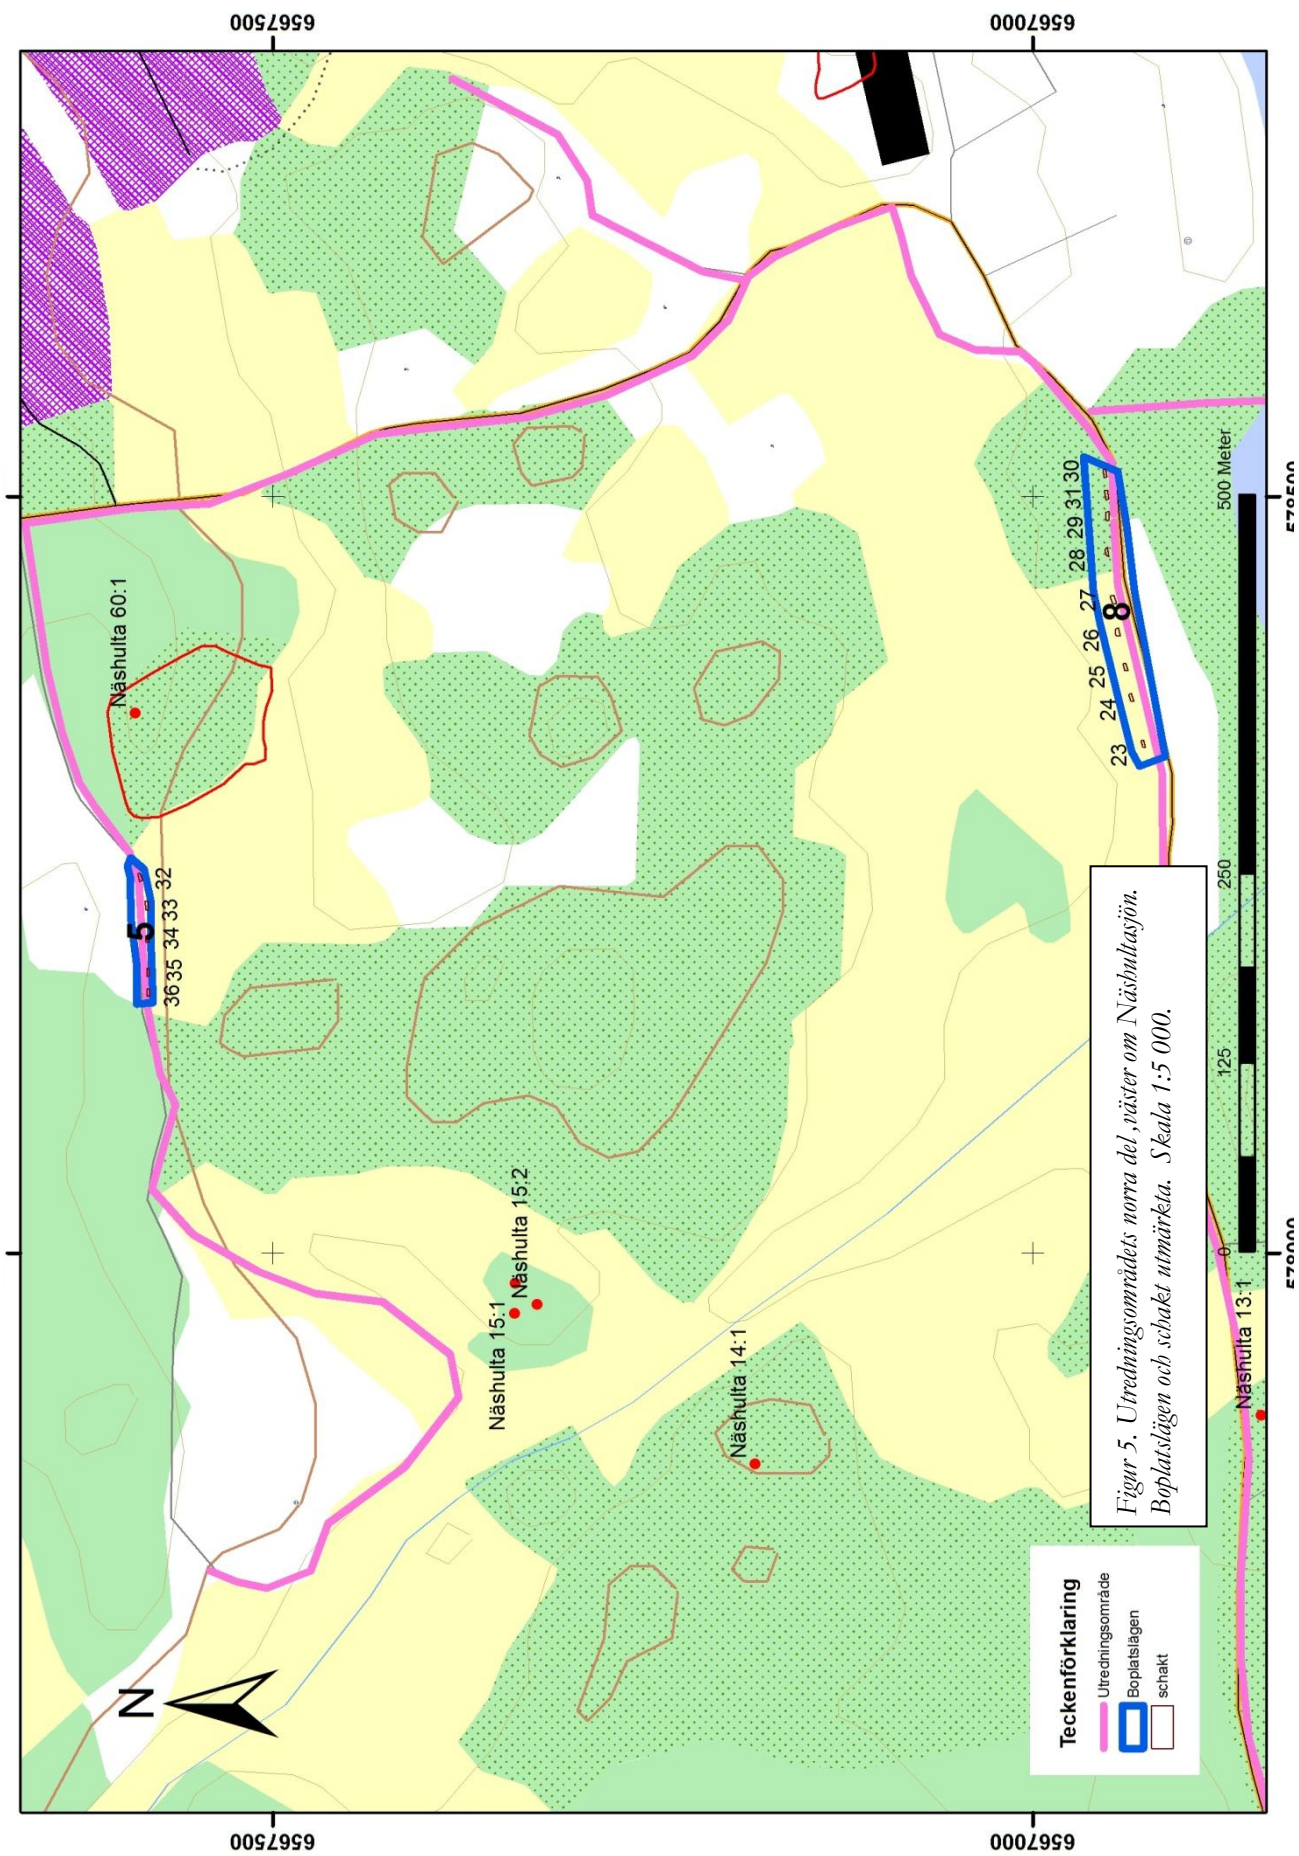 578000
578500
6567500
6567500
6567000
6567000
N
Näshulta 60:1
5
36 35 34 33 32
Näshulta 15:1
Näshulta 15:2
Näshulta 14:1
23 24 25 26 27 28 29 31 30
8
Näshulta 13:1
Teckenförklaring
Utredningsområde
Boplatslägen
schakt
Figur 5. Utredningsområdets norra del ,väster om Näshultasjön.
Boplatslägen och schakt utmärkta. Skala 1:5 000.
0 125 250 500 Meter